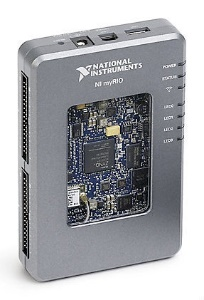 NATIONAL
INSTRUMENTS
NI myRIO
POWER
STATUS
LED0
LED1
LED2
LED3